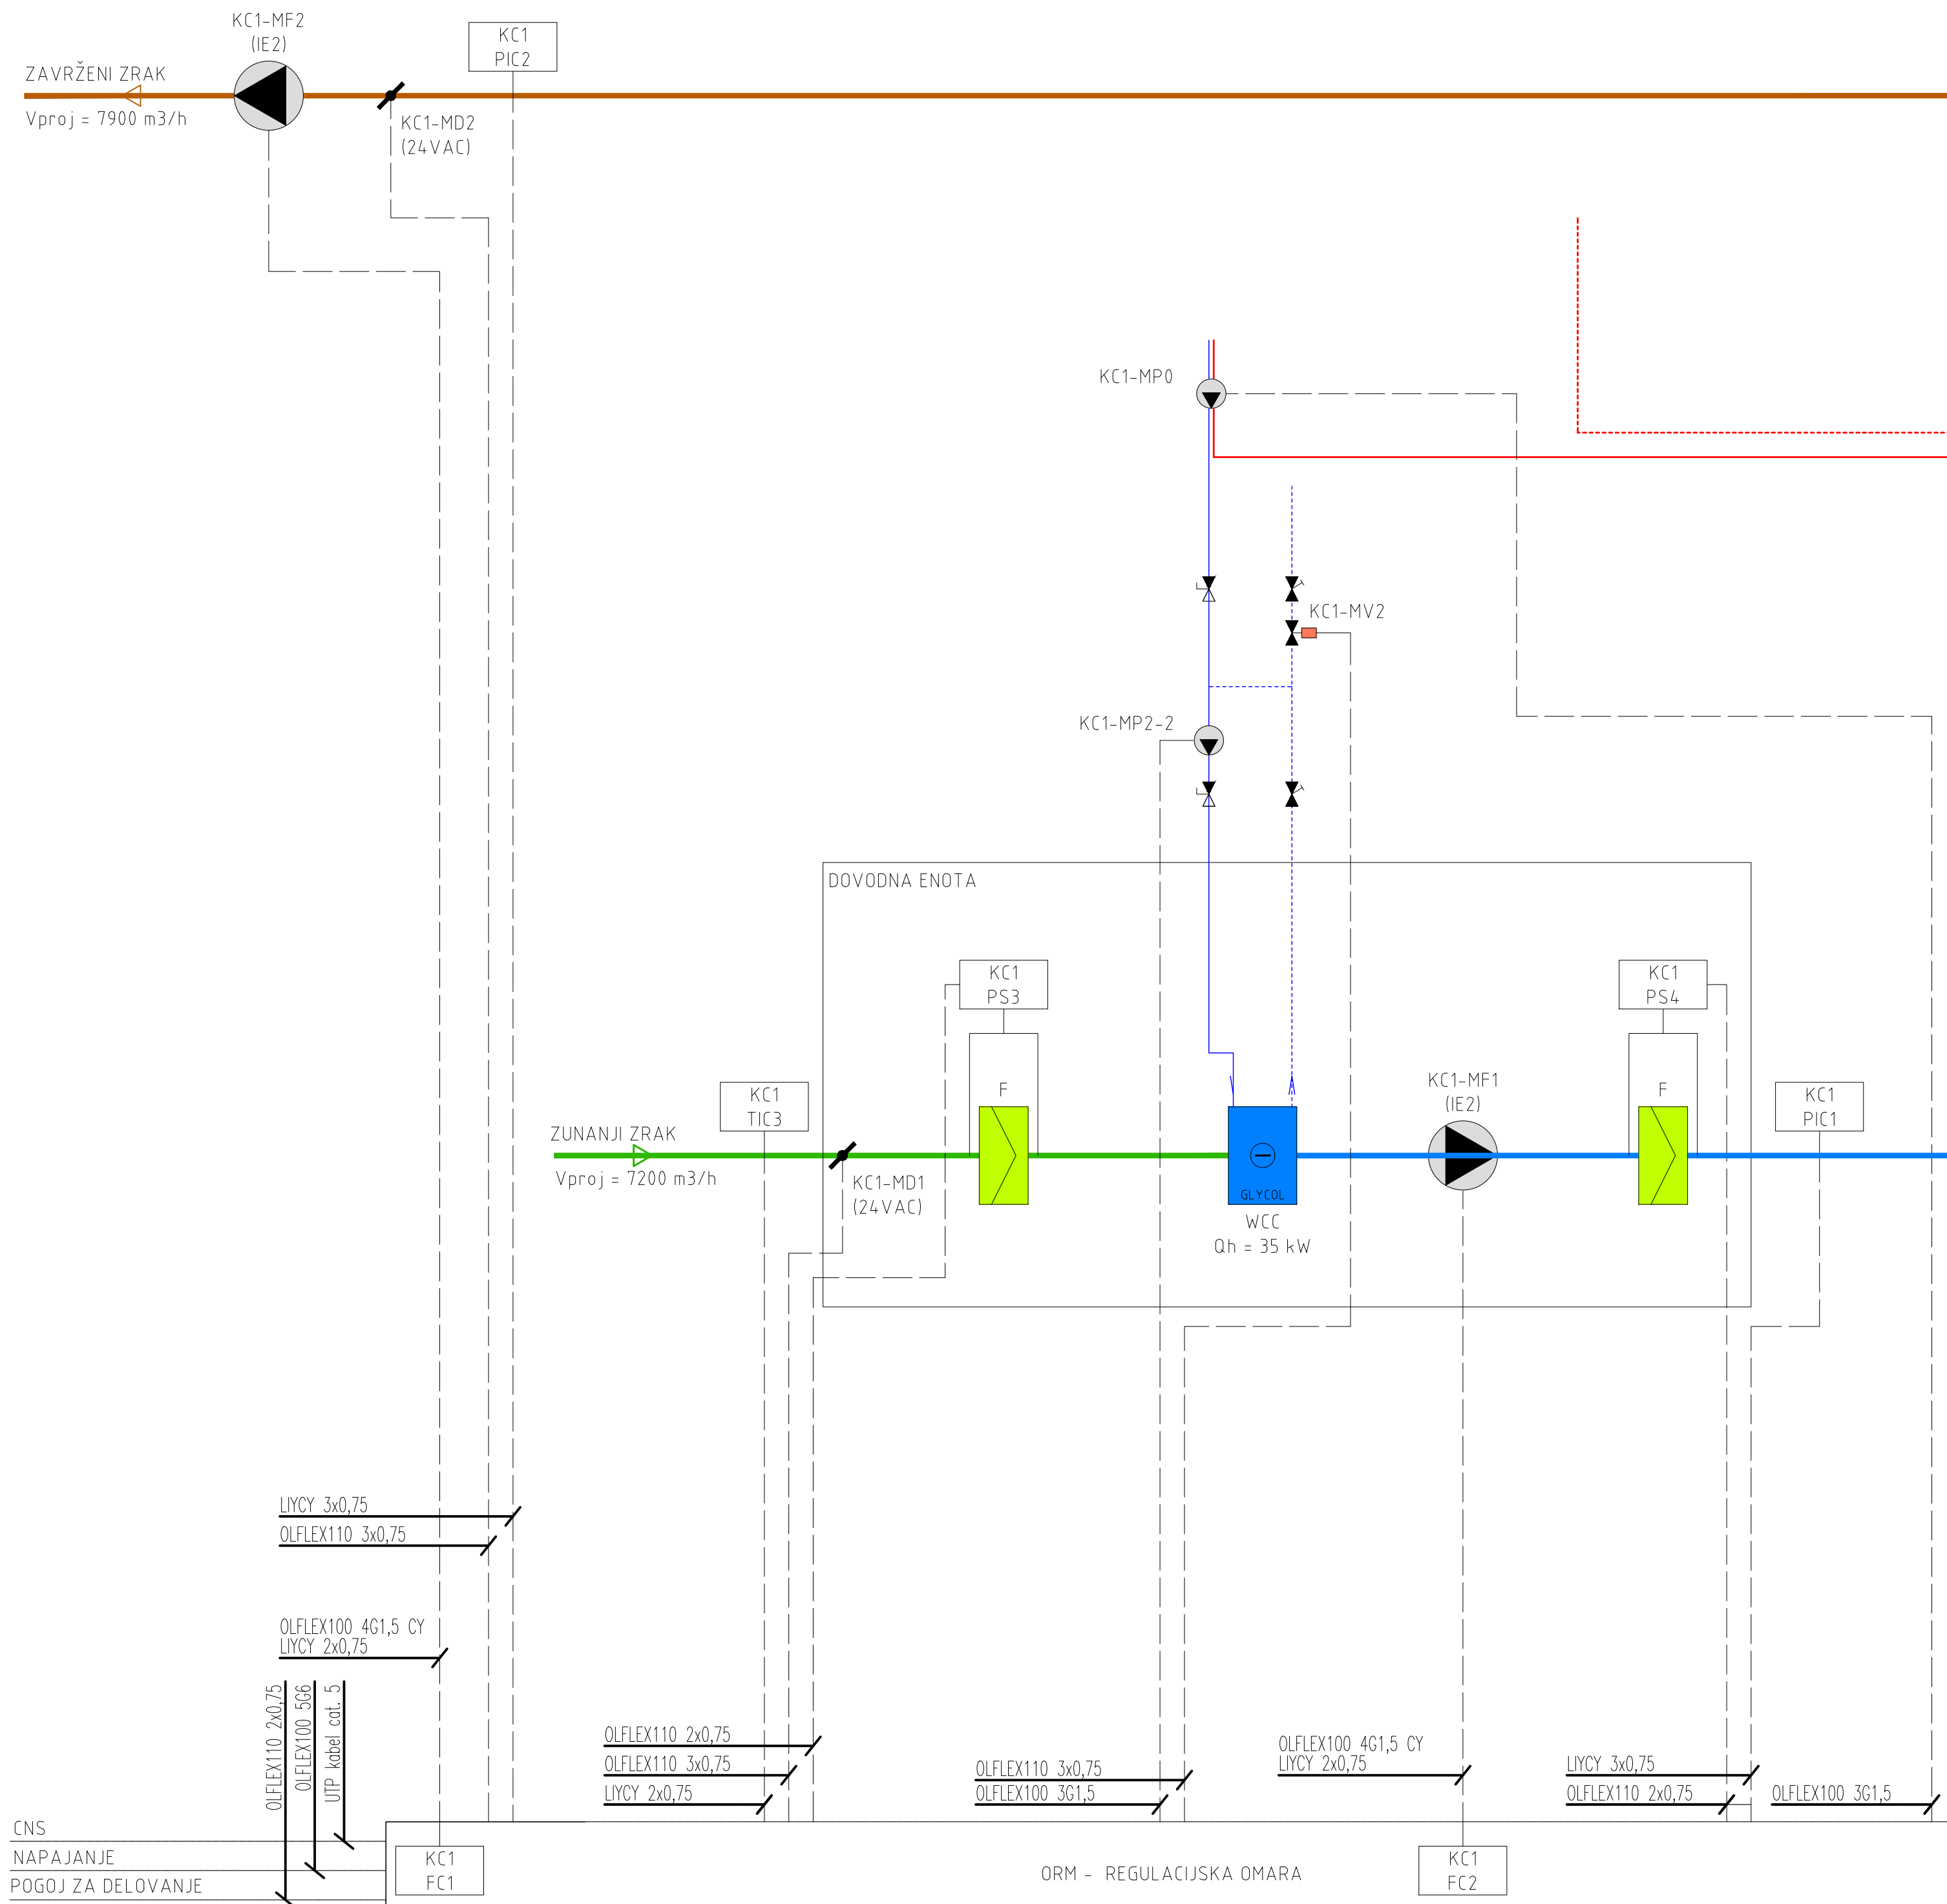 KC1-MF2
(IE2)
KC1
PIC2
ZAVRŽENI ZRAK
Vproj = 7900 m3/h
KC1-MD2
(24VAC)
KC1-MP0
KC1-MV2
KC1-MP2-2
DOVODNA ENOTA
KC1
PS3
KC1
PS4
F
F
KC1-MF1
(IE2)
KC1
TIC3
KC1
PIC1
ZUNANJI ZRAK
Vproj = 7200 m3/h
KC1-MD1
(24VAC)
GLYCOL
WCC
Qh = 35 kW
LIYCY 3x0,75
OLFLEX110 3x0,75
OLFLEX100 4G1,5 CY
LIYCY 2x0,75
OLFLEX110 2x0,75
OLFLEX100 5G6
UTP kabel cat. 5
OLFLEX110 2x0,75
OLFLEX110 3x0,75
LIYCY 2x0,75
OLFLEX110 3x0,75
OLFLEX100 3G1,5
OLFLEX100 4G1,5 CY
LIYCY 2x0,75
LIYCY 3x0,75
OLFLEX110 2x0,75
OLFLEX100 3G1,5
CNS
NAPAJANJE
POGOJ ZA DELOVANJE
KC1
FC1
ORM - REGULACIJSKA OMARA
KC1
FC2